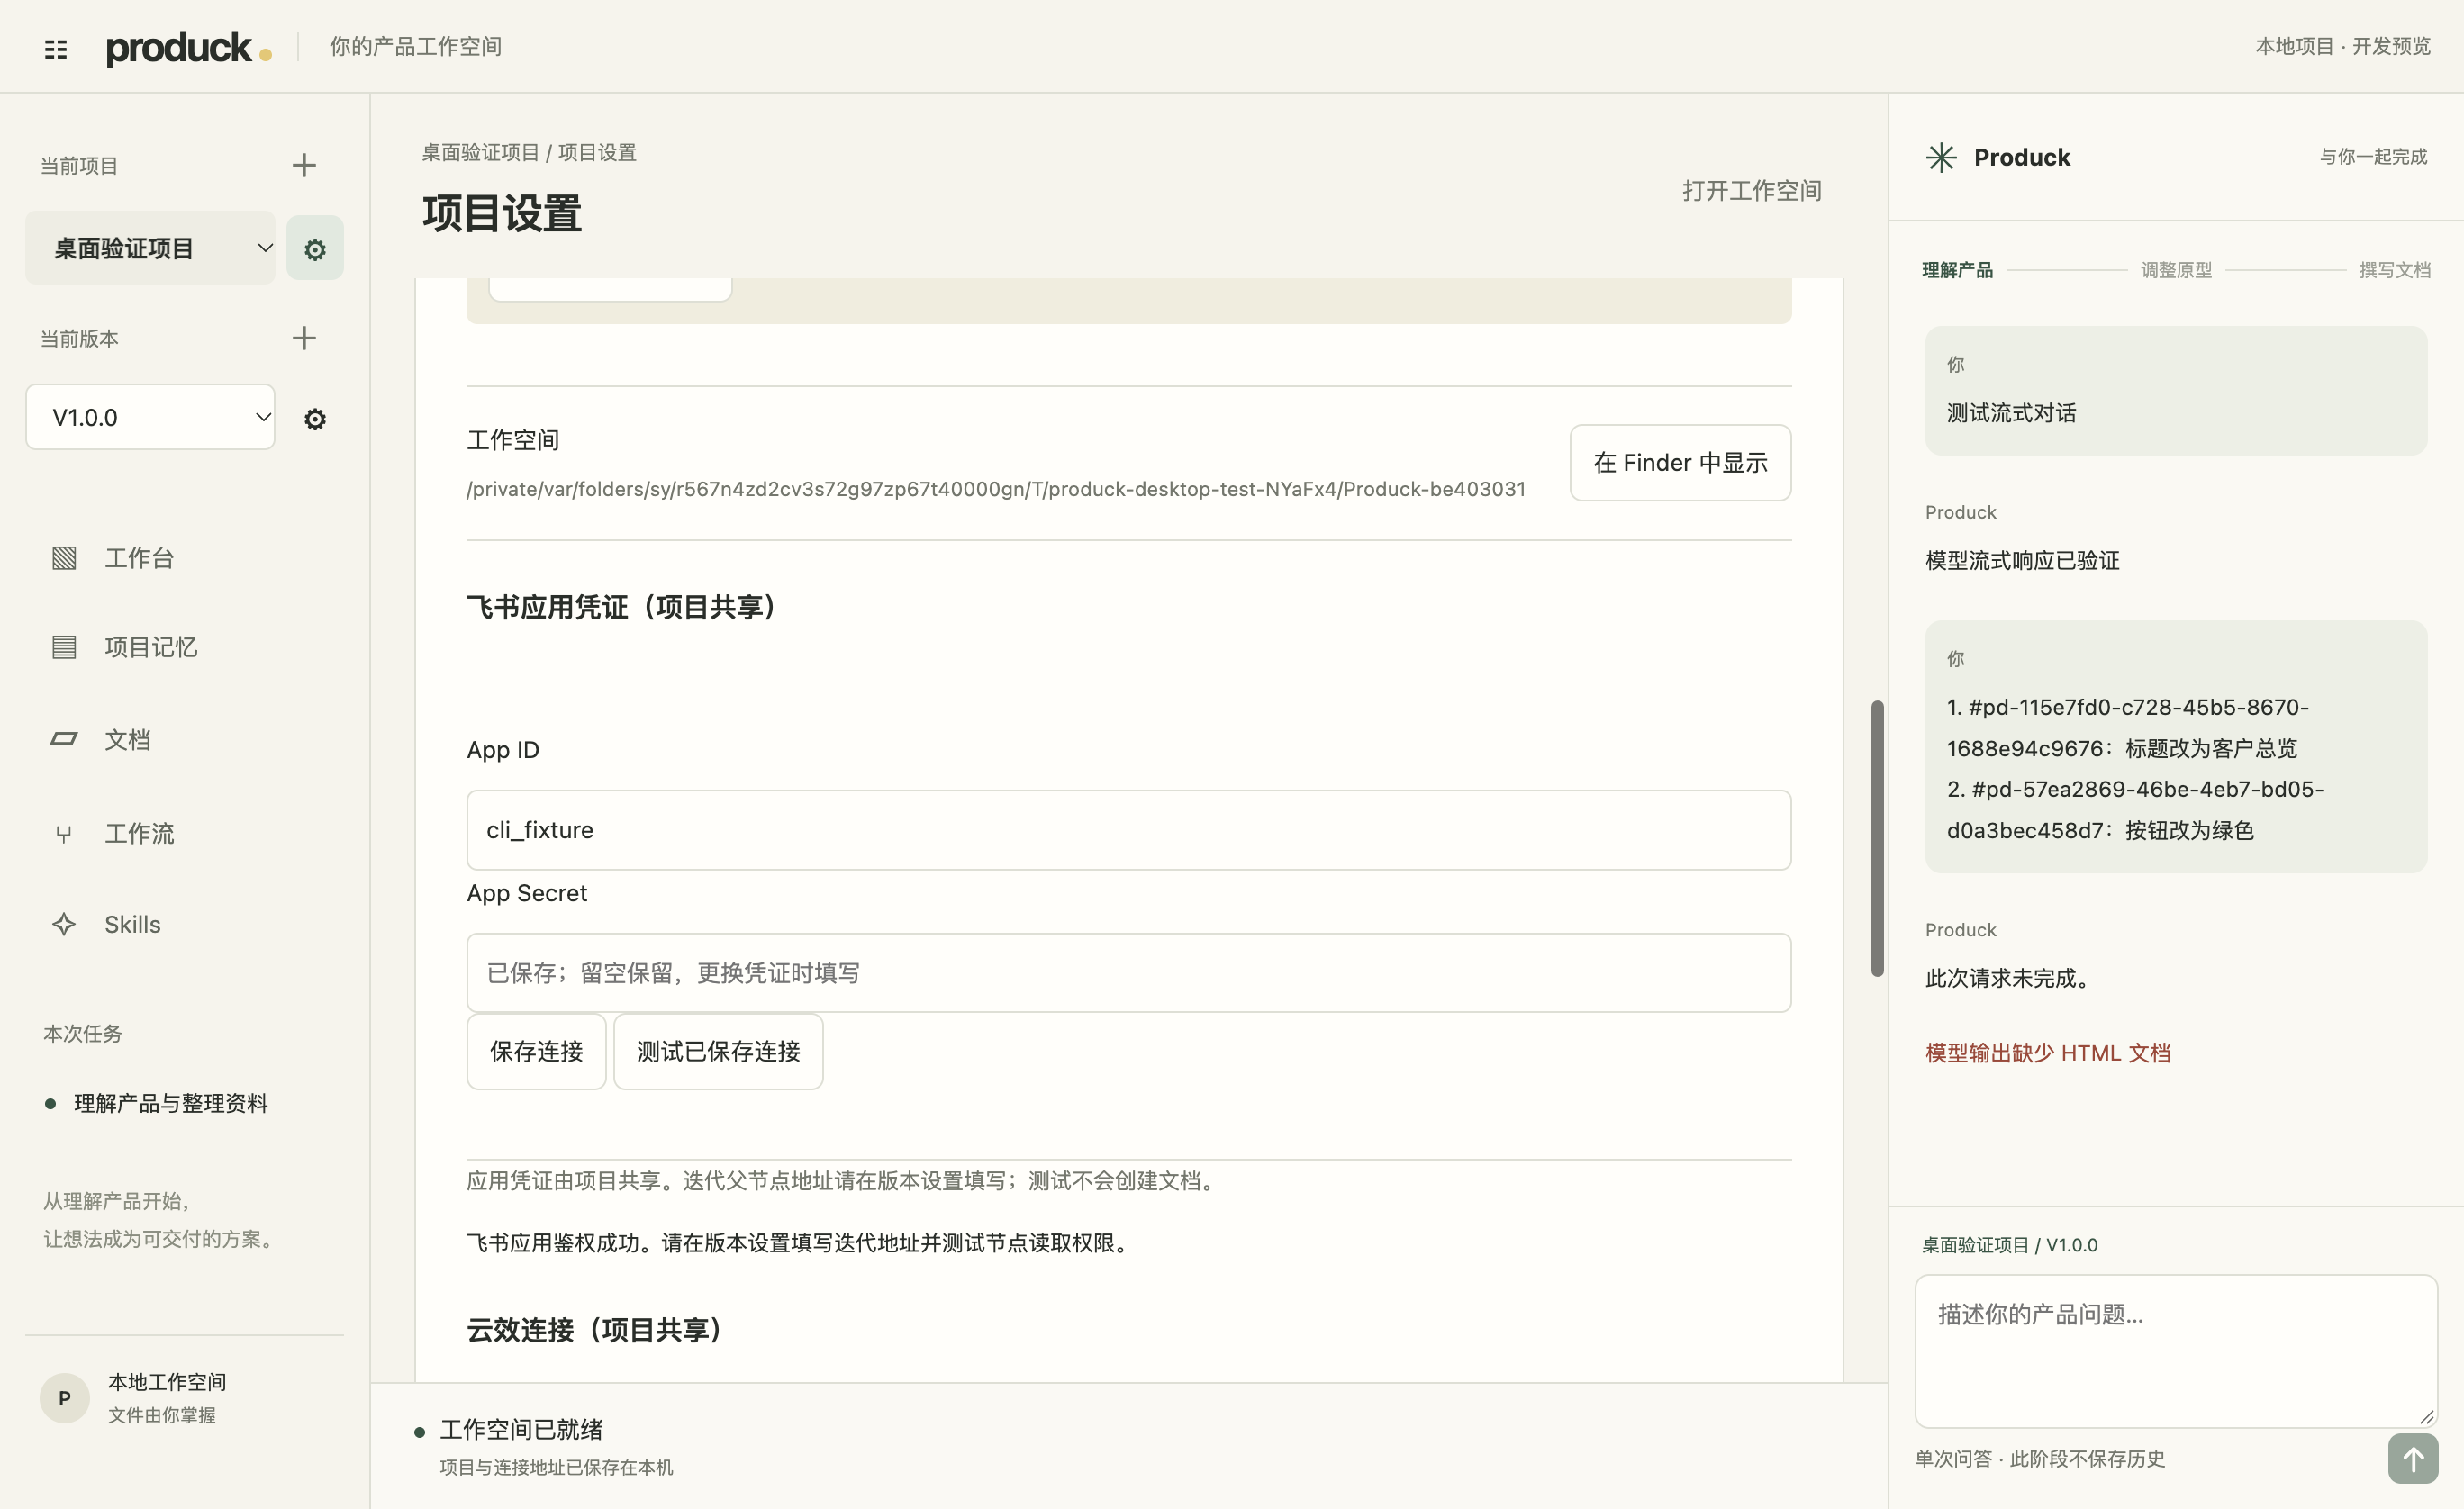 produck
你的产品工作空间
本地项目 · 开发预览
当前项目
桌面验证项目
当前版本
V1.0.0
工作台
项目记忆
文档
工作流
Skills
本次任务
理解产品与整理资料
从理解产品开始，
让想法成为可交付的方案。
P
本地工作空间
文件由你掌握
桌面验证项目 / 项目设置
项目设置
打开工作空间
工作空间
/private/var/folders/sy/r567n4zd2cv3s72g97zp67t40000gn/T/produck-desktop-test-NYaFx4/Produck-be403031
在 Finder 中显示
飞书应用凭证（项目共享）
App ID
cli_fixture
App Secret
已保存；留空保留，更换凭证时填写
保存连接
测试已保存连接
应用凭证由项目共享。迭代父节点地址请在版本设置填写；测试不会创建文档。
飞书应用鉴权成功。请在版本设置填写迭代地址并测试节点读取权限。
云效连接（项目共享）
工作空间已就绪
项目与连接地址已保存在本机
Produck
与你一起完成
理解产品
调整原型
撰写文档
你
测试流式对话
Produck
模型流式响应已验证
你
1. #pd-115e7fd0-c728-45b5-8670-
1688e94c9676：标题改为客户总览
2. #pd-57ea2869-46be-4eb7-bd05-
d0a3bec458d7：按钮改为绿色
Produck
此次请求未完成。
模型输出缺少 HTML 文档
桌面验证项目 / V1.0.0
描述你的产品问题...
单次问答 · 此阶段不保存历史